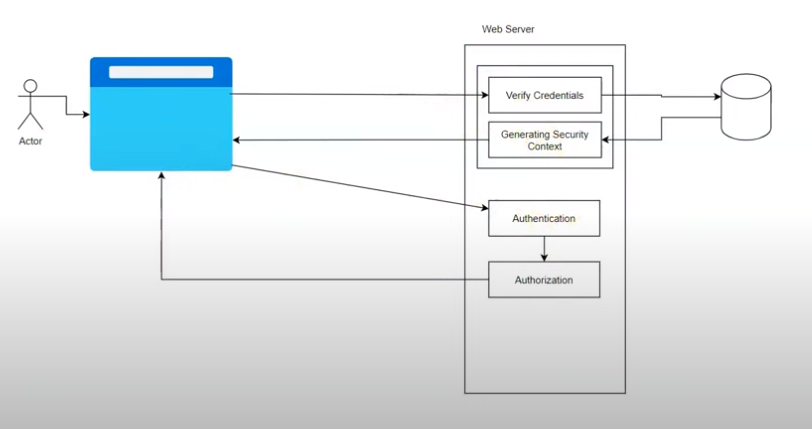 Web Server
Verify Credentials
Generating Security
Context
Actor
Authentication
Authorization